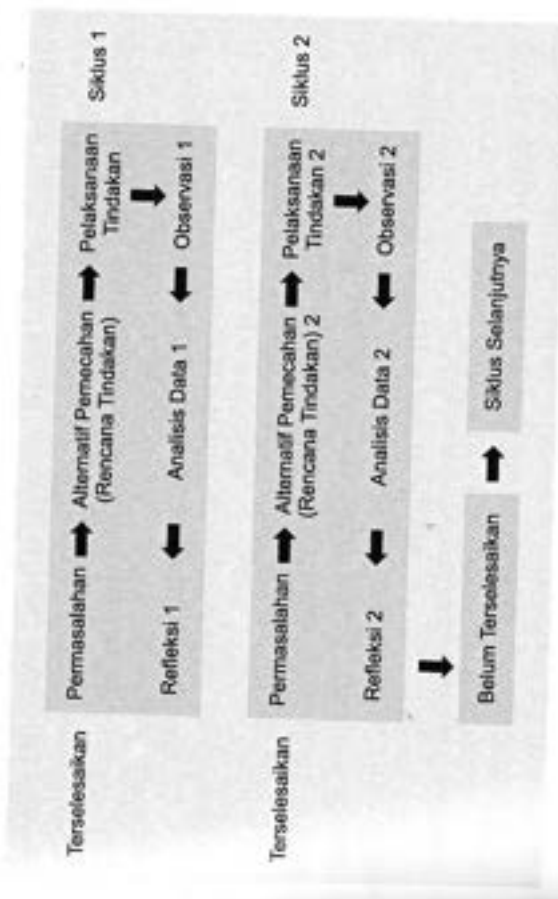 Siklus 1
Terselesaikan
Permasalahan
Alternatif Pemecahan
(Rencana Tindakan)
Pelaksanaan
Tindakan
Refleksi 1
Analisis Data 1
Observasi 1
Siklus 2
Terselesaikan
Permasalahan
Alternatif Pemecahan
(Rencana Tindakan) 2
Pelaksanaan
Tindakan 2
Refleksi 2
Analisis Data 2
Observasi 2
Belum Terselesaikan
Siklus Selanjutnya